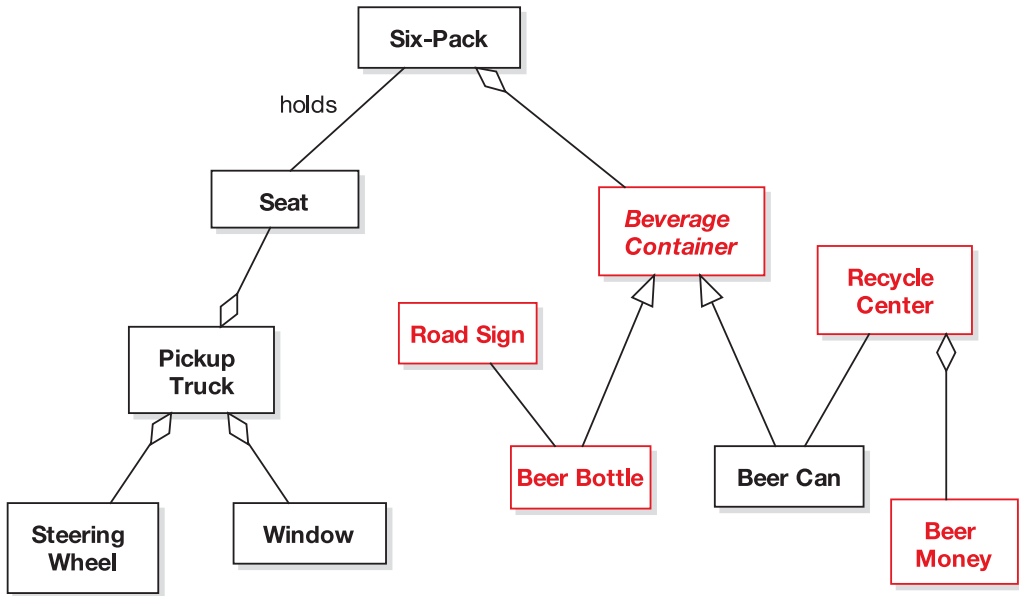 Six-Pack
holds
Seat
Beverage
Container
Recycle
Center
Road Sign
Pickup
Truck
Beer Bottle
Beer Can
Steering
Wheel
Window
Beer
Money